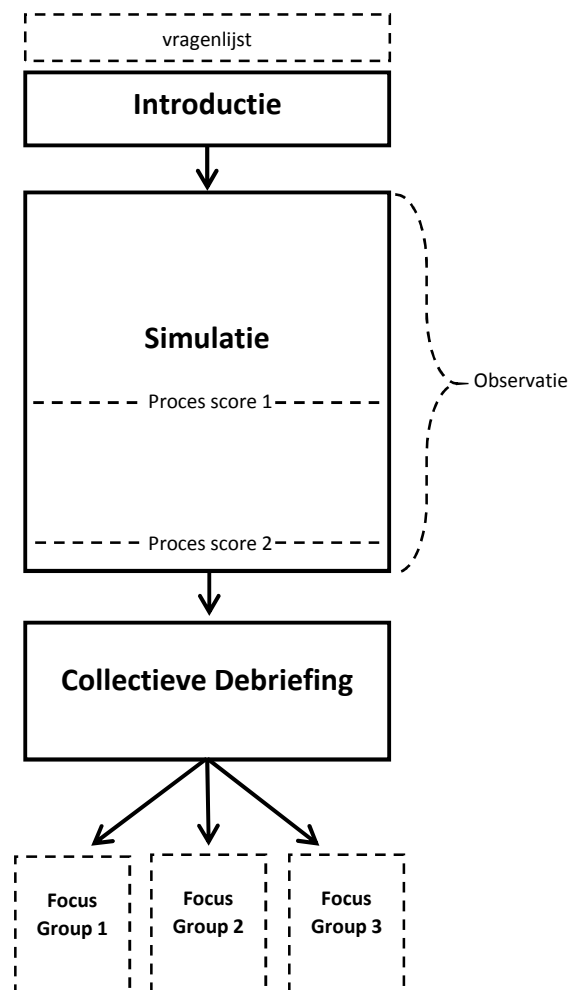 vragenlijst
Introductie
Simulatie
Observatie
Proces score 1
Proces score 2
Collectieve Debriefing
Focus
Group 1
Focus
Group 2
Focus
Group 3